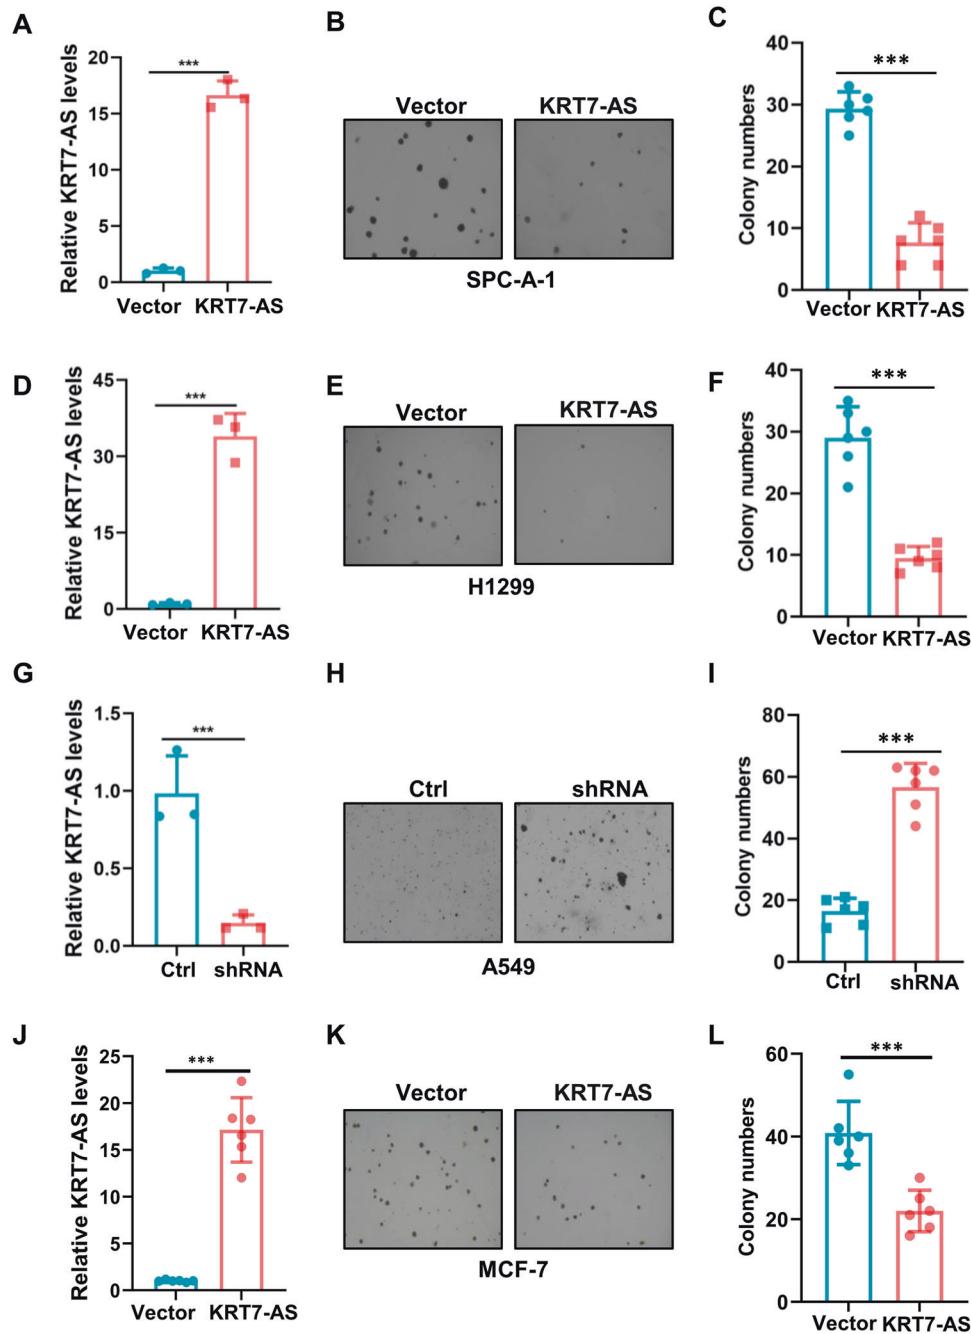 A
Relative KRT7-AS levels
20
15
10
5
0
***
Vector KRT7-AS
B
Vector KRT7-AS
SPC-A-1
C
Colony numbers
40
30
20
10
0
***
Vector KRT7-AS
D
Relative KRT7-AS levels
45
30
15
0
***
Vector KRT7-AS
E
Vector KRT7-AS
H1299
F
Colony numbers
40
30
20
10
0
***
Vector KRT7-AS
G
Relative KRT7-AS levels
1.5
1.0
0.5
0.0
***
Ctrl shRNA
H
Ctrl shRNA
A549
I
Colony numbers
80
60
40
20
0
***
Ctrl shRNA
J
Relative KRT7-AS levels
25
20
15
10
5
0
***
Vector KRT7-AS
K
Vector KRT7-AS
MCF-7
L
Colony numbers
60
40
20
0
***
Vector KRT7-AS